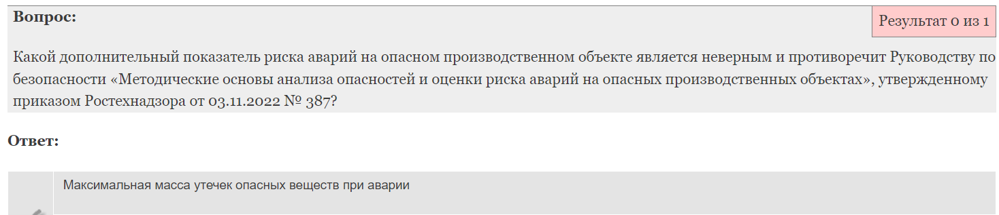 Вопрос:
Результат 0 из 1
Какой дополнительный показатель риска аварий на опасном производственном объекте является неверным и противоречит Руководству по
безопасности «Методические основы анализа опасностей и оценки риска аварий на опасных производственных объектах», утвержденному
приказом Ростехнадзора от 03.11.2022 № 387?
Ответ:
Максимальная масса утечек опасных веществ при аварии